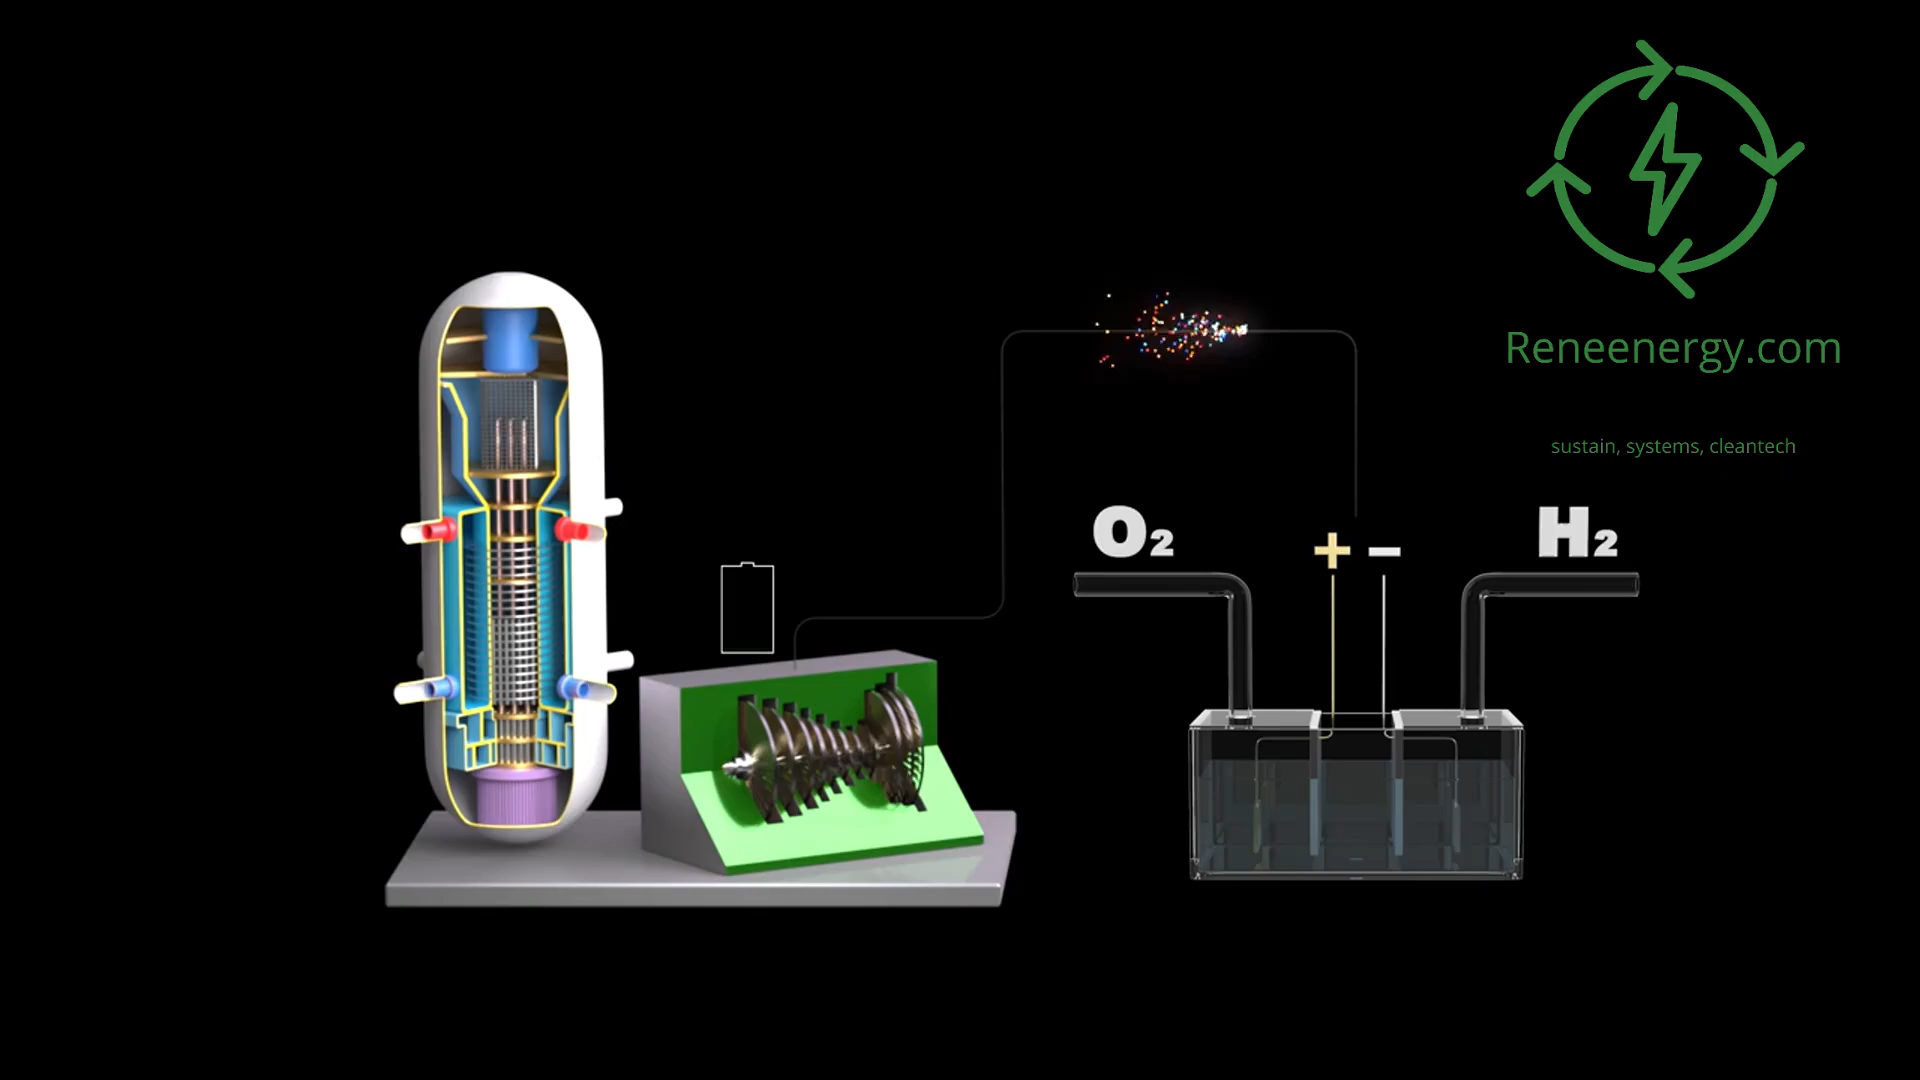 Reneenergy.com
sustain, systems, cleantech
O₂
+ −
H₂